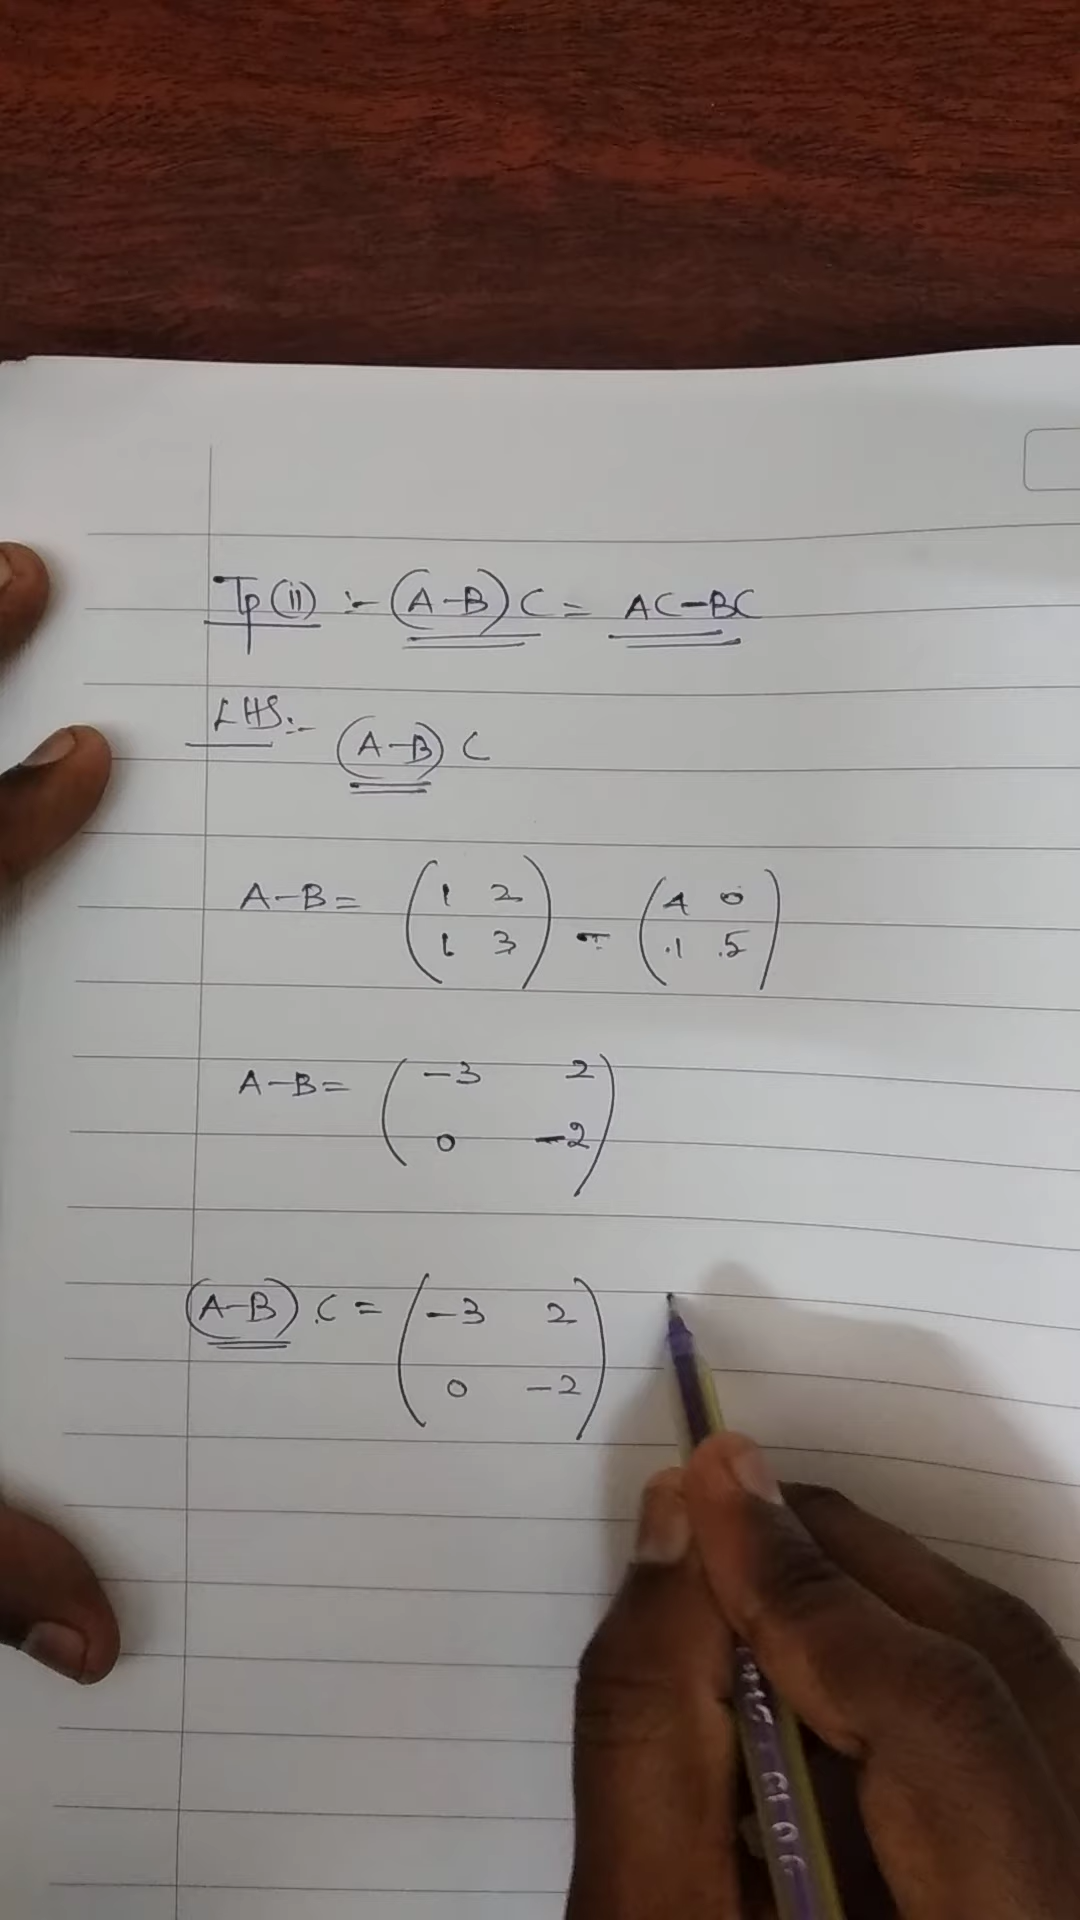 Tp(ii) :- (A-B) C = AC-BC
LHS:-
(A-B) C
A-B= ( 1 2 ) - ( 4 0 )
1 3 1 5
A-B= ( -3 2 )
0 -2
(A-B) .C = ( -3 2 )
0 -2